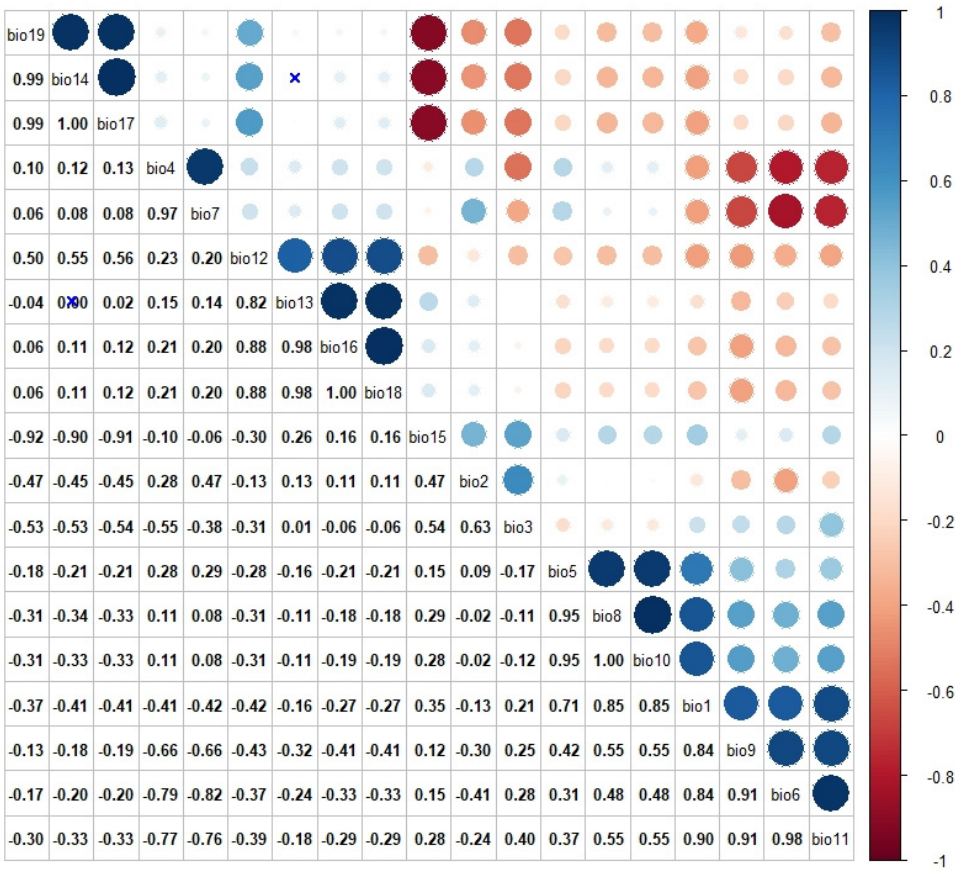 bio19
0.99 bio14
0.99 1.00 bio17
0.10 0.12 0.13 bio4
0.06 0.08 0.08 0.97 bio7
0.50 0.55 0.56 0.23 0.20 bio12
-0.04 0.00 0.02 0.15 0.14 0.82 bio13
0.06 0.11 0.12 0.21 0.20 0.88 0.98 bio16
0.06 0.11 0.12 0.21 0.20 0.88 0.98 1.00 bio18
-0.92 -0.90 -0.91 -0.10 -0.06 -0.30 0.26 0.16 0.16 bio15
-0.47 -0.45 -0.45 0.28 0.47 -0.13 0.13 0.11 0.11 0.47 bio2
-0.53 -0.53 -0.54 -0.55 -0.38 -0.31 0.01 -0.06 -0.06 0.54 0.63 bio3
-0.18 -0.21 -0.21 0.28 0.29 -0.28 -0.16 -0.21 -0.21 0.15 0.09 -0.17 bio5
-0.31 -0.34 -0.33 0.11 0.08 -0.31 -0.11 -0.18 -0.18 0.29 -0.02 -0.11 0.95 bio8
-0.31 -0.33 -0.33 0.11 0.08 -0.31 -0.11 -0.19 -0.19 0.28 -0.02 -0.12 0.95 1.00 bio10
-0.37 -0.41 -0.41 -0.41 -0.42 -0.42 -0.16 -0.27 -0.27 0.35 -0.13 0.21 0.71 0.85 0.85 bio1
-0.13 -0.18 -0.19 -0.66 -0.66 -0.43 -0.32 -0.41 -0.41 0.12 -0.30 0.25 0.42 0.55 0.55 0.84 bio9
-0.17 -0.20 -0.20 -0.79 -0.82 -0.37 -0.24 -0.33 -0.33 0.15 -0.41 0.28 0.31 0.48 0.48 0.84 0.91 bio6
-0.30 -0.33 -0.33 -0.77 -0.76 -0.39 -0.18 -0.29 -0.29 0.28 -0.24 0.40 0.37 0.55 0.55 0.90 0.91 0.98 bio11
1
0.8
0.6
0.4
0.2
0
-0.2
-0.4
-0.6
-0.8
-1